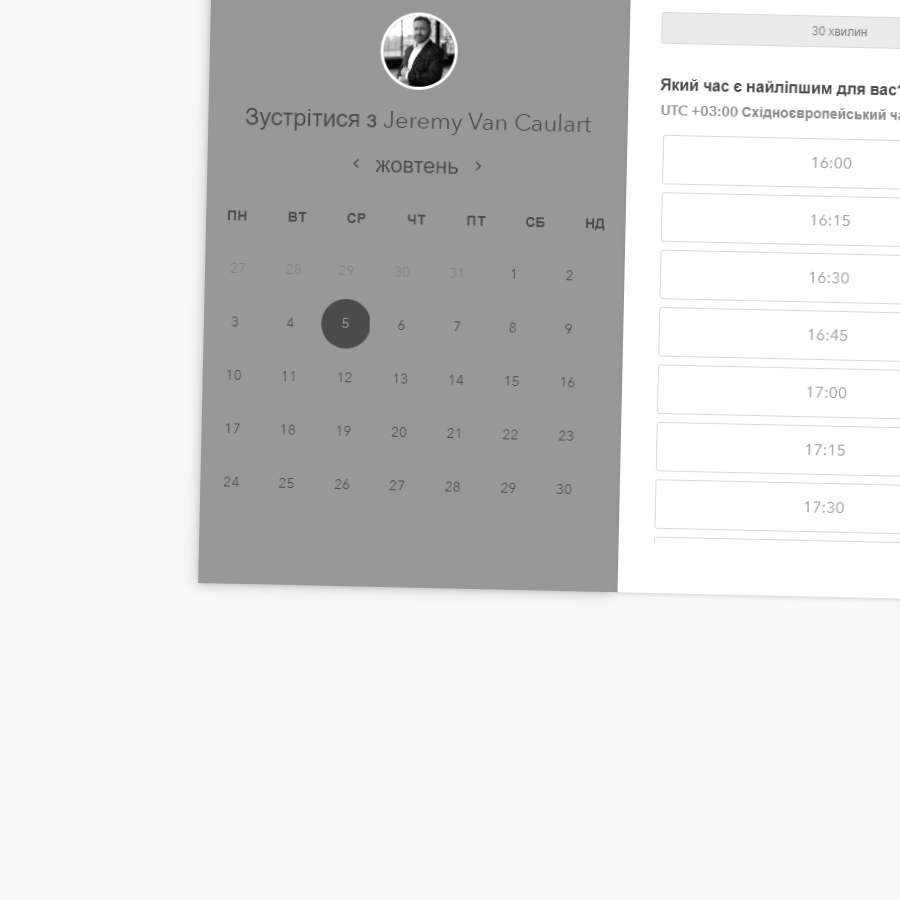 Зустрітися з Jeremy Van Caulart
жовтень
ПН ВТ СР ЧТ ПТ СБ НД
27 28 29 30 31 1 2
3 4 5 6 7 8 9
10 11 12 13 14 15 16
17 18 19 20 21 22 23
24 25 26 27 28 29 30
30 хвилин
Який час є найліпшим для вас?
UTC +03:00 Східноєвропейський ча
16:00
16:15
16:30
16:45
17:00
17:15
17:30